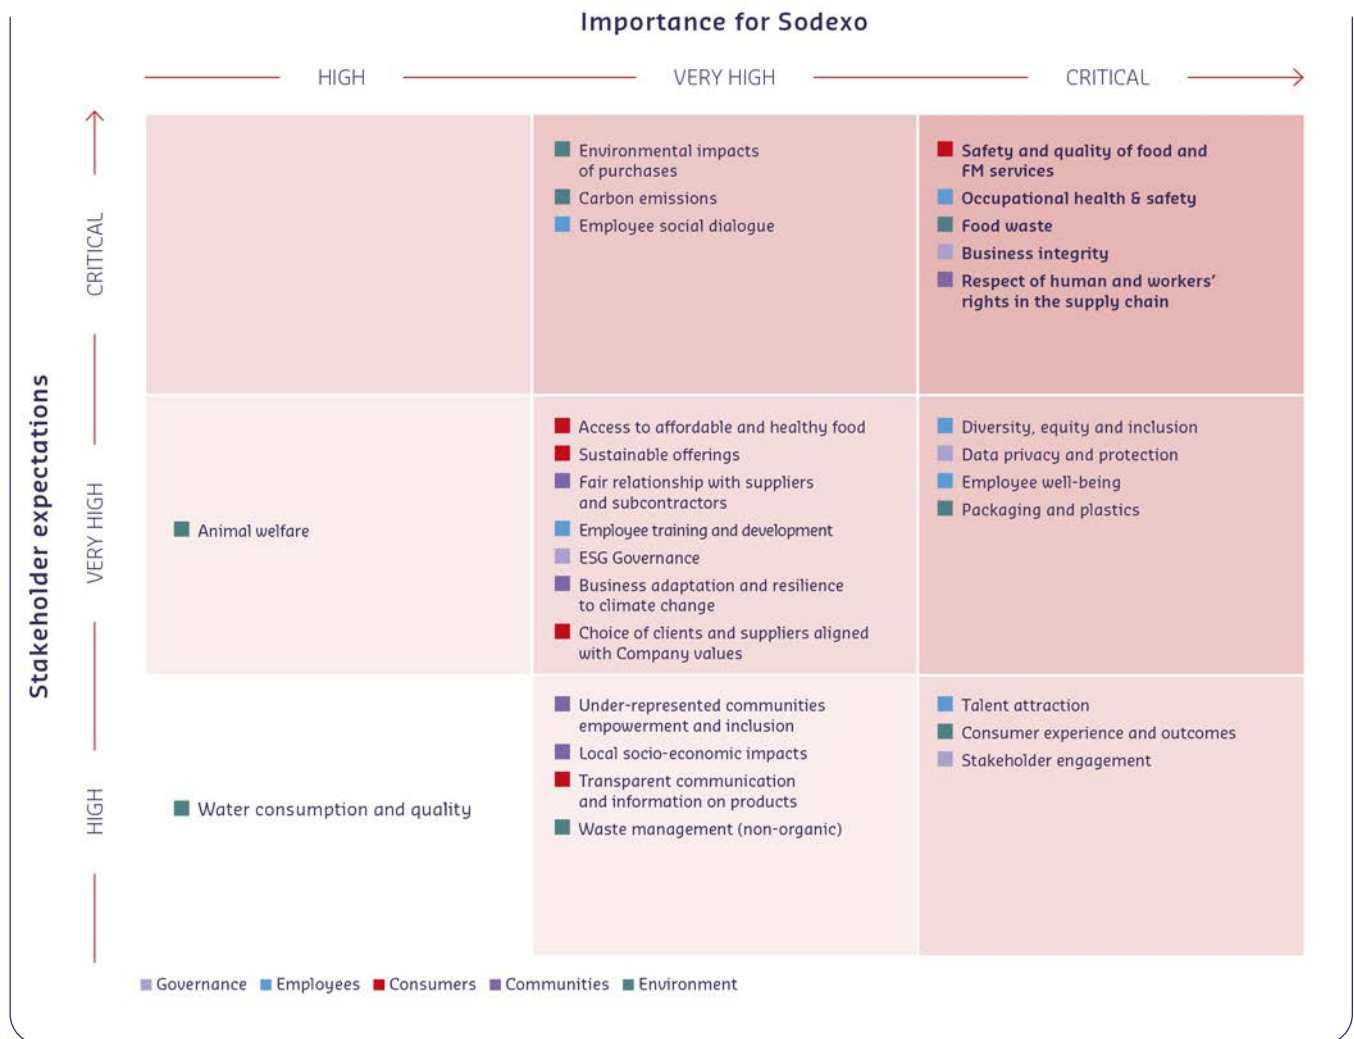 Importance for Sodexo
HIGH
VERY HIGH
CRITICAL
Stakeholder expectations
CRITICAL
Environmental impacts
of purchases
Carbon emissions
Employee social dialogue
Safety and quality of food and
FM services
Occupational health & safety
Food waste
Business integrity
Respect of human and workers’
rights in the supply chain
VERY HIGH
Animal welfare
Access to affordable and healthy food
Sustainable offerings
Fair relationship with suppliers
and subcontractors
Employee training and development
ESG Governance
Business adaptation and resilience
to climate change
Choice of clients and suppliers aligned
with Company values
Diversity, equity and inclusion
Data privacy and protection
Employee well-being
Packaging and plastics
HIGH
Water consumption and quality
Under-represented communities
empowerment and inclusion
Local socio-economic impacts
Transparent communication
and information on products
Waste management (non-organic)
Talent attraction
Consumer experience and outcomes
Stakeholder engagement
Governance Employees Consumers Communities Environment